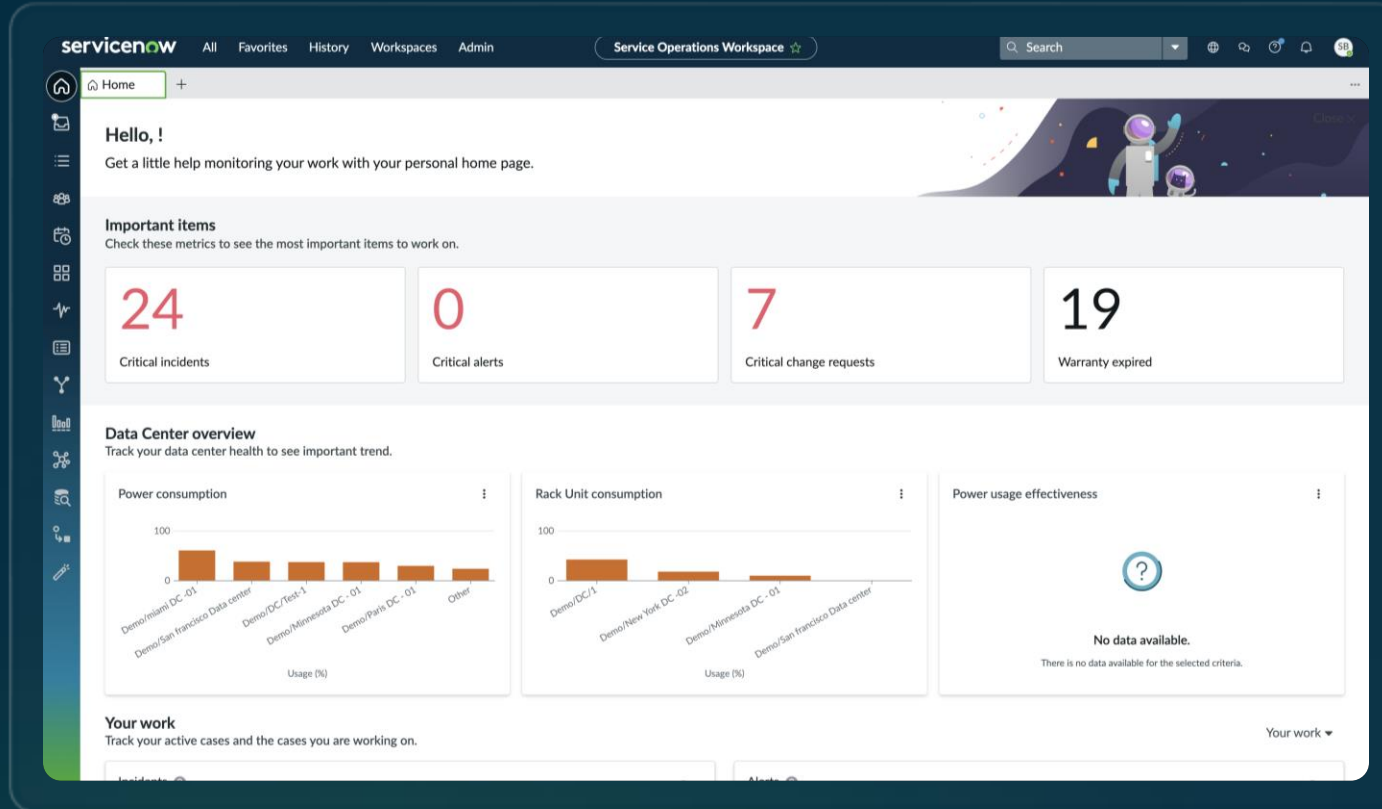 servicenow All Favorites History Workspaces Admin Service Operations Workspace Search SB
Home
Hello, !
Close
Get a little help monitoring your work with your personal home page.
Important items
Check these metrics to see the most important items to work on.
24 0 7 19
Critical incidents Critical alerts Critical change requests Warranty expired
Data Center overview
Track your data center health to see important trend.
Power consumption
100
0
Demo/miami DC -01
Demo/San francisco Data center
Demo/DC/Test-1
Demo/Minnesota DC - 01
Demo/Paris DC - 01
Other
Usage (%)
Rack Unit consumption
100
0
Demo/DC/1
Demo/New York DC -02
Demo/Minnesota DC - 01
Demo/San francisco Data center
Usage (%)
Power usage effectiveness
?
No data available.
There is no data available for the selected criteria.
Your work
Your work
Track your active cases and the cases you are working on.
Incidents Alerts